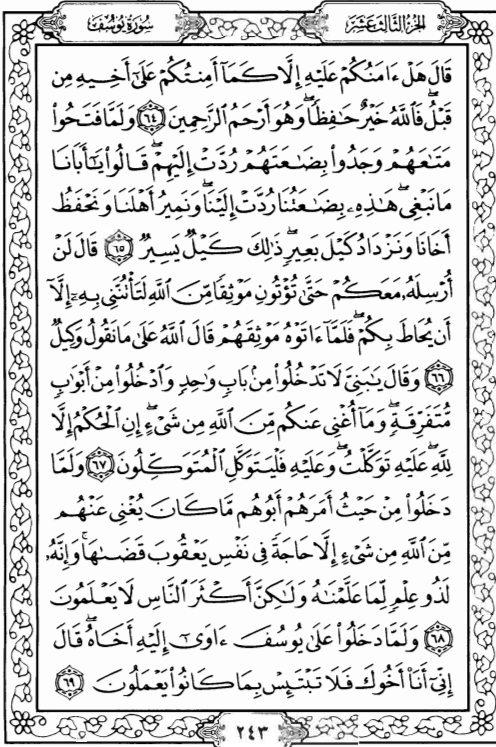 الجزء الثالث عشر
سورة يوسف
قَالَ هَلْ ءَامَنُكُمْ عَلَيْهِ إِلَّا كَمَآ أَمِنتُكُمْ عَلَىٰٓ أَخِيهِ مِن
قَبْلُ فَٱللَّهُ خَيْرٌ حَٰفِظًا وَهُوَ أَرْحَمُ ٱلرَّٰحِمِينَ ٦٤ وَلَمَّا فَتَحُوا۟
مَتَٰعَهُمْ وَجَدُوا۟ بِضَٰعَتَهُمْ رُدَّتْ إِلَيْهِمْ قَالُوا۟ يَٰٓأَبَانَا
مَا نَبْغِى هَٰذِهِۦ بِضَٰعَتُنَا رُدَّتْ إِلَيْنَا وَنَمِيرُ أَهْلَنَا وَنَحْفَظُ
أَخَانَا وَنَزْدَادُ كَيْلَ بَعِيرٍ ذَٰلِكَ كَيْلٌ يَسِيرٌ ٦٥ قَالَ لَنْ
أُرْسِلَهُۥ مَعَكُمْ حَتَّىٰ تُؤْتُونِ مَوْثِقًا مِّنَ ٱللَّهِ لَتَأْتُنَّنِى بِهِۦٓ إِلَّآ
أَن يُحَاطَ بِكُمْ فَلَمَّآ ءَاتَوْهُ مَوْثِقَهُمْ قَالَ ٱللَّهُ عَلَىٰ مَا نَقُولُ وَكِيلٌ
٦٦ وَقَالَ يَٰبَنِىَّ لَا تَدْخُلُوا۟ مِنۢ بَابٍ وَٰحِدٍ وَٱدْخُلُوا۟ مِنْ أَبْوَٰبٍ
مُّتَفَرِّقَةٍ وَمَآ أُغْنِى عَنكُم مِّنَ ٱللَّهِ مِن شَىْءٍ إِنِ ٱلْحُكْمُ إِلَّا
لِلَّهِ عَلَيْهِ تَوَكَّلْتُ وَعَلَيْهِ فَلْيَتَوَكَّلِ ٱلْمُتَوَكِّلُونَ ٦٧ وَلَمَّا
دَخَلُوا۟ مِنْ حَيْثُ أَمَرَهُمْ أَبُوهُم مَّا كَانَ يُغْنِى عَنْهُم
مِّنَ ٱللَّهِ مِن شَىْءٍ إِلَّا حَاجَةً فِى نَفْسِ يَعْقُوبَ قَضَىٰهَا وَإِنَّهُۥ
لَذُو عِلْمٍ لِّمَا عَلَّمْنَٰهُ وَلَٰكِنَّ أَكْثَرَ ٱلنَّاسِ لَا يَعْلَمُونَ
٦٨ وَلَمَّا دَخَلُوا۟ عَلَىٰ يُوسُفَ ءَاوَىٰٓ إِلَيْهِ أَخَاهُ قَالَ
إِنِّىٓ أَنَا۠ أَخُوكَ فَلَا تَبْتَئِسْ بِمَا كَانُوا۟ يَعْمَلُونَ ٦٩
٢٤٣